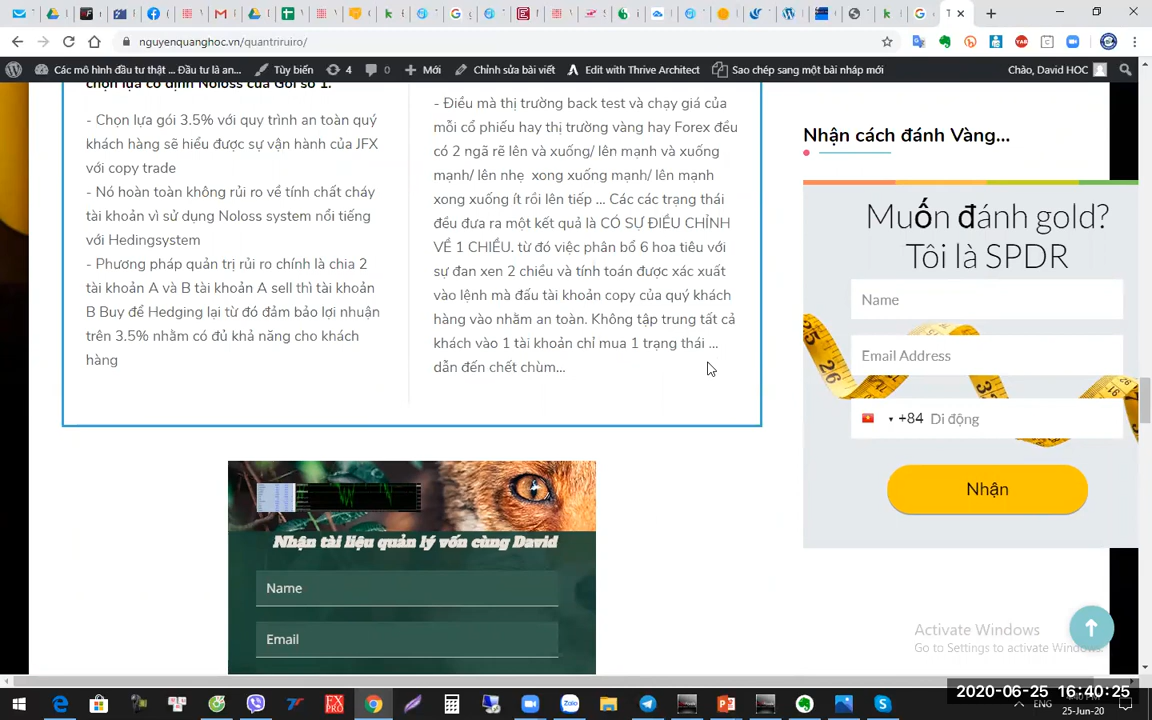 nguyenquanghoc.vn/quantriruiro/
Các mô hình đầu tư thật ... Đầu tư là an...
Tùy biến
4
0
Mới
Chỉnh sửa bài viết
Edit with Thrive Architect
Sao chép sang một bài nháp mới
Chào, David HOC
chọn lựa cố định Noloss của Gói số 1.
- Chọn lựa gói 3.5% với quy trình an toàn quý
khách hàng sẽ hiểu được sự vận hành của JFX
với copy trade
- Nó hoàn toàn không rủi ro về tính chất cháy
tài khoản vì sử dụng Noloss system nổi tiếng
với Hedingsystem
- Phương pháp quản trị rủi ro chính là chia 2
tài khoản A và B tài khoản A sell thì tài khoản
B Buy để Hedging lại từ đó đảm bảo lợi nhuận
trên 3.5% nhằm có đủ khả năng cho khách
hàng
- Điều mà thị trường back test và chạy giá của
mỗi cổ phiếu hay thị trường vàng hay Forex đều
có 2 ngã rẽ lên và xuống/ lên mạnh và xuống
mạnh/ lên nhẹ xong xuống mạnh/ lên mạnh
xong xuống ít rồi lên tiếp ... Các các trạng thái
đều đưa ra một kết quả là CÓ SỰ ĐIỀU CHỈNH
VỀ 1 CHIỀU. từ đó việc phân bổ 6 hoa tiêu với
sự đan xen 2 chiều và tính toán được xác xuất
vào lệnh mà đấu tài khoản copy của quý khách
hàng vào nhằm an toàn. Không tập trung tất cả
khách vào 1 tài khoản chỉ mua 1 trạng thái ...
dẫn đến chết chùm...
Nhận cách đánh Vàng...
Muốn đánh gold?
Tôi là SPDR
Name
Email Address
+84 Di động
Nhận
Nhận tài liệu quản lý vốn cùng David
Name
Email
Activate Windows
Go to Settings to activate Windows.
2020-06-25 16:40:25
ENG
25-Jun-20